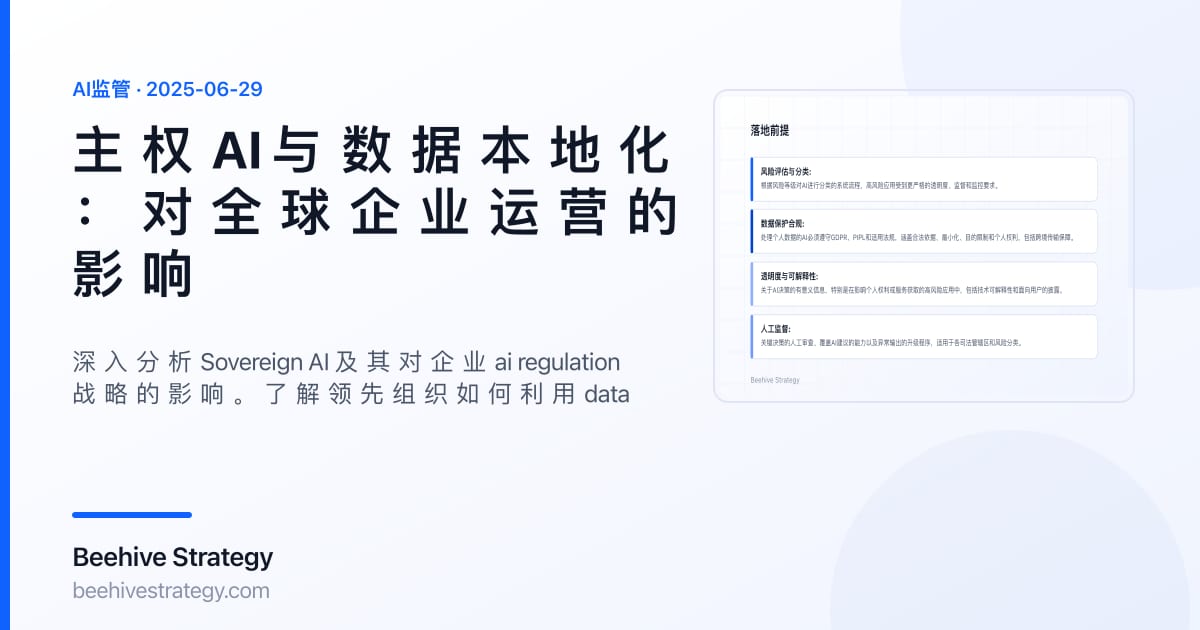 AI监管 · 2025-06-29
主权AI与数据本地化
：对全球企业运营的
影响
深入分析 Sovereign AI 及其对企业 ai regulation
战略的影响。了解领先组织如何利用 data
Beehive Strategy
beehivestrategy.com
落地前提
风险评估与分类:
根据风险等级对AI进行分类的系统流程，高风险应用受到更严格的透明度、监督和监控要求。
数据保护合规:
处理个人数据的AI必须遵守GDPR、PIPL和适用法规，涵盖合法依据、最小化、目的限制和个人权利，包括跨境传输保障。
透明度与可解释性:
关于AI决策的有意义信息，特别是在影响个人权利或服务获取的高风险应用中，包括技术可解释性和面向用户的披露。
人工监督:
关键决策的人工审查、覆盖AI建议的能力以及异常输出的升级程序，适用于各司法管辖区和风险分类。
Beehive Strategy